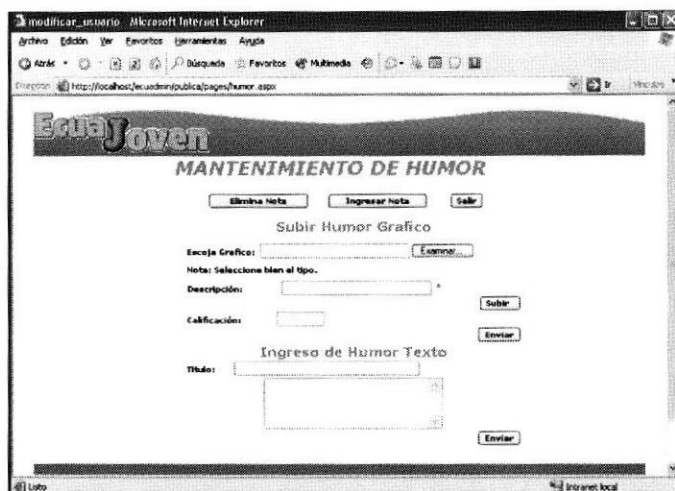 modificar_usuario - Microsoft Internet Explorer
Archivo Edición Ver Favoritos Herramientas Ayuda
Atrás Búsqueda Favoritos Multimedia
Dirección http://localhost/ecuadmin/publica/pages/humor.aspx Ir Vínculos
Ecua Joven
MANTENIMIENTO DE HUMOR
Elimina Nota Ingresar Nota Salir
Subir Humor Grafico
Escoja Grafico: Examinar...
Nota: Seleccione bien el tipo.
Descripción: *
Subir
Calificación:
Enviar
Ingreso de Humor Texto
Titulo:
Enviar
Listo Intranet local